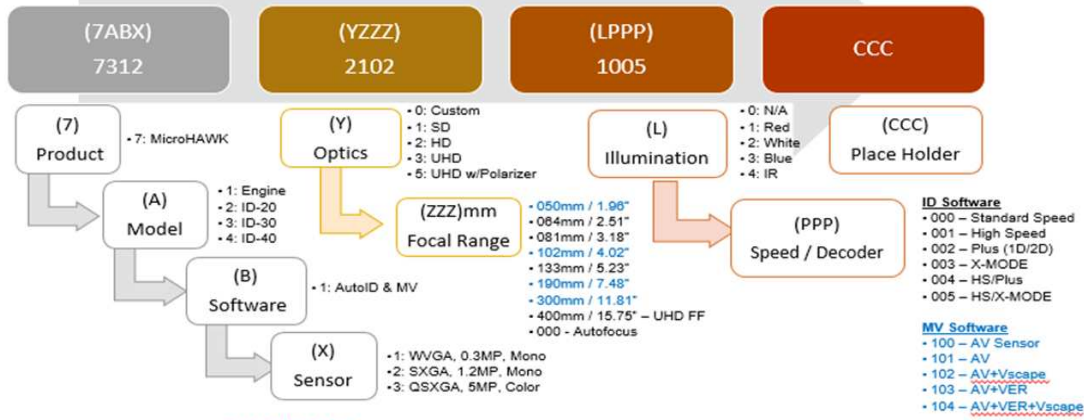 (7ABX)
7312
(YZZZ)
2102
(LPPP)
1005
CCC
(7)
Product
• 7: MicroHAWK
(A)
Model
• 1: Engine
• 2: ID-20
• 3: ID-30
• 4: ID-40
(B)
Software
• 1: AutoID & MV
(X)
Sensor
• 1: WVGA, 0.3MP, Mono
• 2: SXGA, 1.2MP, Mono
• 3: QSXGA, 5MP, Color
(Y)
Optics
• 0: Custom
• 1: SD
• 2: HD
• 3: UHD
• 5: UHD w/Polarizer
(ZZZ)mm
Focal Range
• 050mm / 1.96"
• 064mm / 2.51"
• 081mm / 3.18"
• 102mm / 4.02"
• 133mm / 5.23"
• 190mm / 7.48"
• 300mm / 11.81"
• 400mm / 15.75" – UHD FF
• 000 - Autofocus
(L)
Illumination
• 0: N/A
• 1: Red
• 2: White
• 3: Blue
• 4: IR
(PPP)
Speed / Decoder
(CCC)
Place Holder
ID Software
• 000 – Standard Speed
• 001 – High Speed
• 002 – Plus (1D/2D)
• 003 – X-MODE
• 004 – HS/Plus
• 005 – HS/X-MODE
MV Software
• 100 – AV Sensor
• 101 – AV
• 102 – AV+Vscape
• 103 – AV+VER
• 104 – AV+VER+Vscape